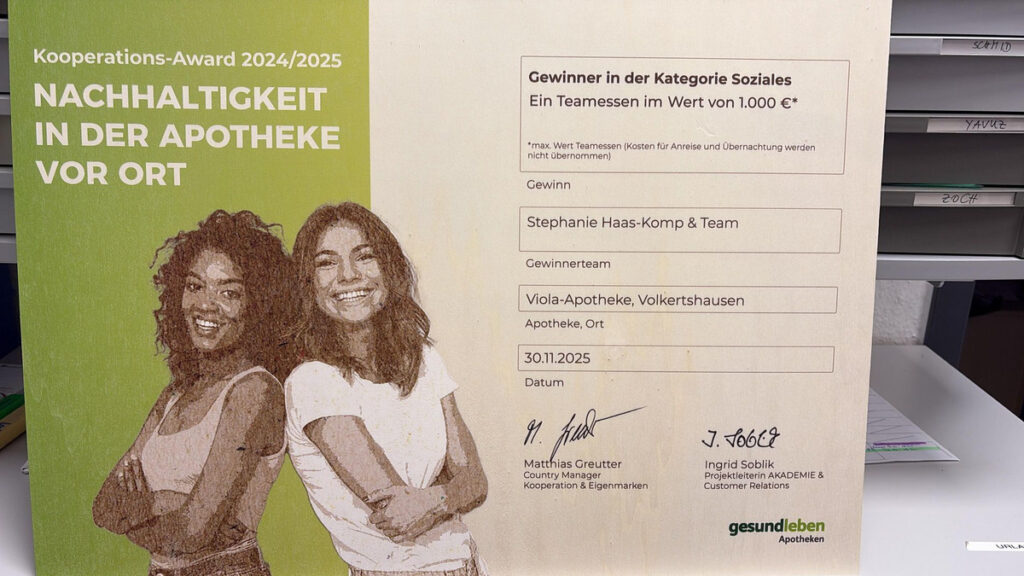 Kooperations-Award 2024/2025
NACHHALTIGKEIT
IN DER APOTHEKE
VOR ORT
Gewinner in der Kategorie Soziales
Ein Teamessen im Wert von 1.000 €*
*max. Wert Teamessen (Kosten für Anreise und Übernachtung werden
nicht übernommen)
Gewinn
Stephanie Haas-Komp & Team
Gewinnerteam
Viola-Apotheke, Volkertshausen
Apotheke, Ort
30.11.2025
Datum
Matthias Greutter
Country Manager
Kooperation & Eigenmarken
I. Soblik
Ingrid Soblik
Projektleiterin AKADEMIE &
Customer Relations
gesundleben
Apotheken
SCHMID
YAVUZ
ZOCH